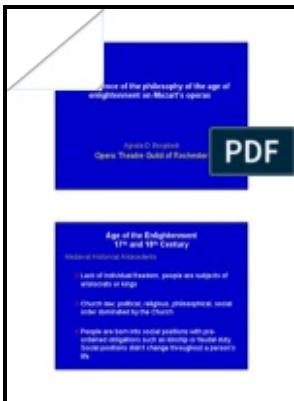 ence of the philosophy of the age of
enlightenment on Mozart's operas
Opera Theatre Guild of Rochester
PDF
Age of the Enlightenment
17th and 18th Century
Medieval Historical Antecedents
Lack of individual freedom, people are subjects of
aristocrats or kings
Church law: political, religious, philosophical, social
order dominated by the Church
People are born into social positions with pre-
ordained obligations such as kinship or feudal duty.
Social positions didn't change throughout a person's
life